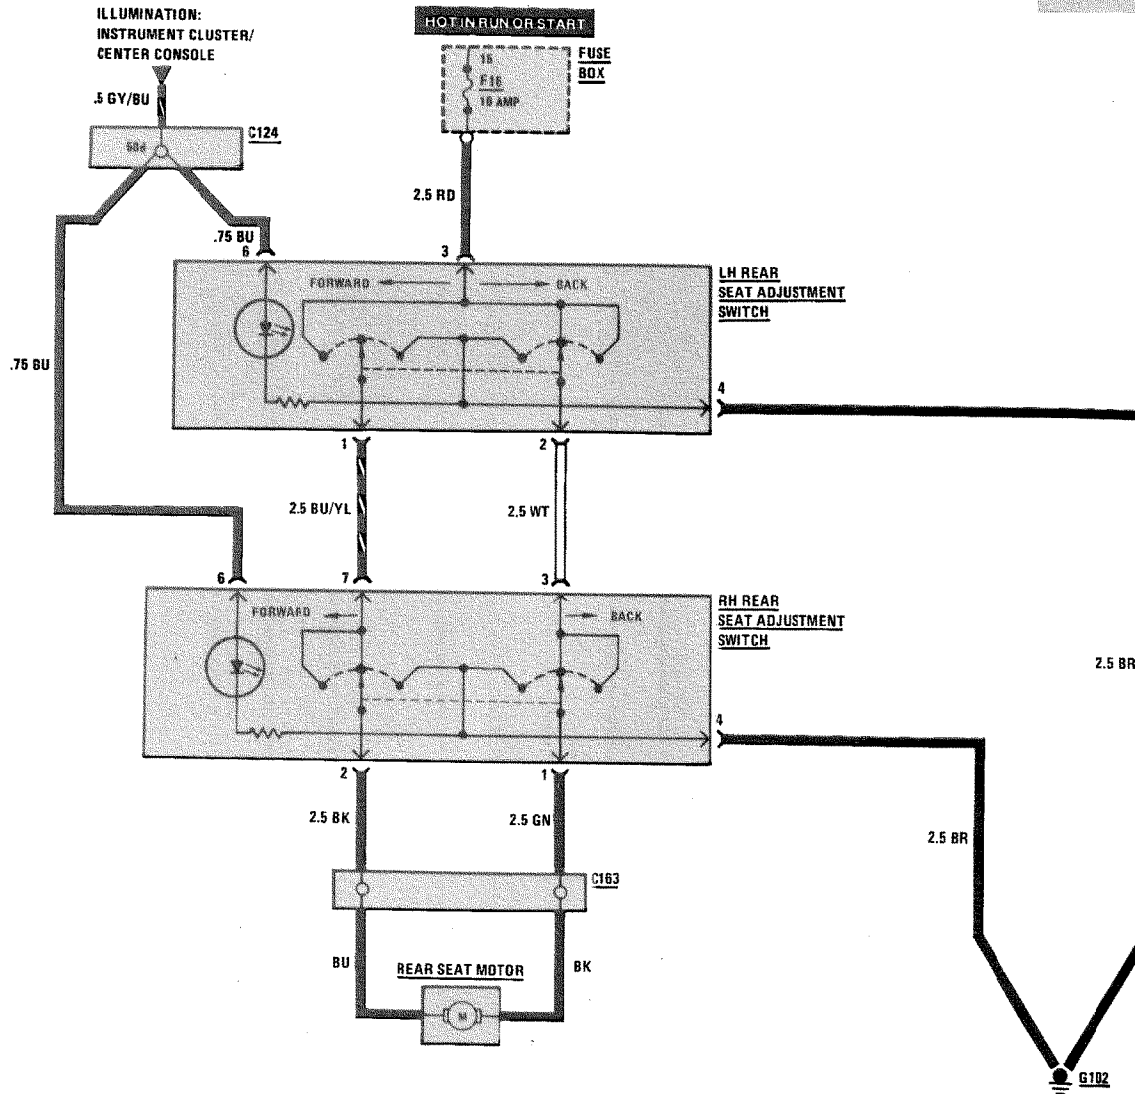 ILLUMINATION:
INSTRUMENT CLUSTER/
CENTER CONSOLE
.5 GY/BU
C124
HOT IN RUN OR START
FUSE
BOX
15
F16
2.5 RD
.75 BU
6
3
FORWARD
BACK
LH REAR
SEAT ADJUSTMENT
SWITCH
.75 BU
4
1
2
2.5 BU/YL
2.5 WT
6
7
3
FORWARD
BACK
RH REAR
SEAT ADJUSTMENT
SWITCH
2.5 BR
4
2
1
2.5 BK
2.5 GN
2.5 BR
C163
BU
REAR SEAT MOTOR
BK
M
G102